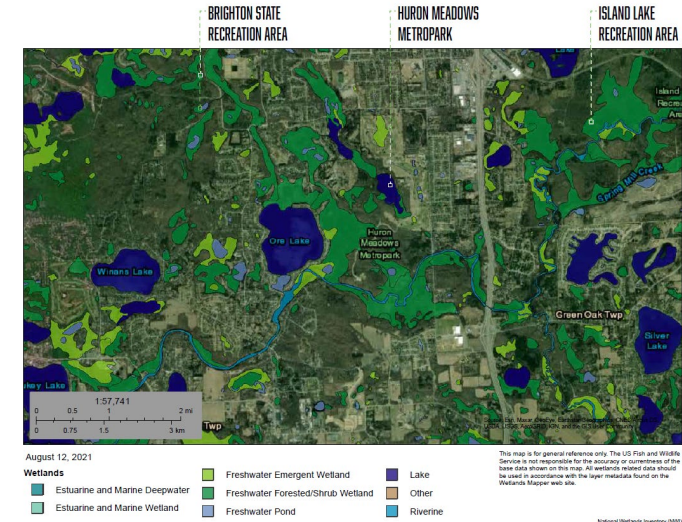 BRIGHTON STATE
RECREATION AREA
HURON MEADOWS
METROPARK
ISLAND LAKE
RECREATION AREA
Lake
Island
Recre
Are
Spring Mill Creek
Ore Lake
Huron
Meadows
Metropark
Winans Lake
Green Oak Twp
Silver
Lake
key Lake
Twp
1:57,741
0 0.5 1 2 mi
0 0.75 1.5 3 km
August 12, 2021
This map is for general reference only. The US Fish and Wildlife
Service is not responsible for the accuracy or currentness of the
base data shown on this map. All wetlands related data should
be used in accordance with the layer metadata found on the
Wetlands Mapper web site.
Wetlands
Estuarine and Marine Deepwater
Estuarine and Marine Wetland
Freshwater Emergent Wetland
Freshwater Forested/Shrub Wetland
Freshwater Pond
Lake
Other
Riverine
National Wetlands Inventory (NWI)